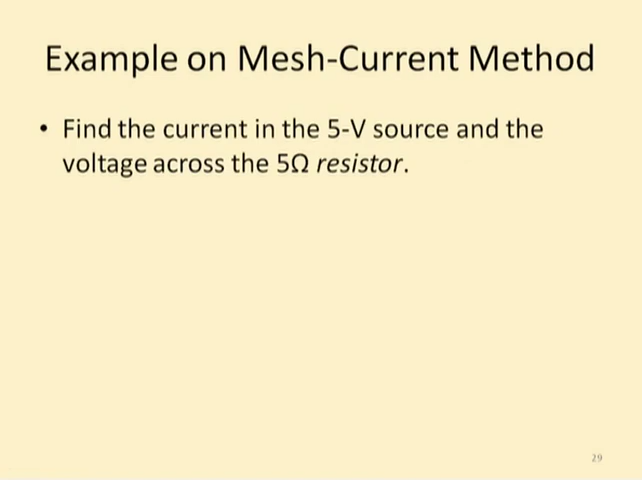 Example on Mesh-Current Method
• Find the current in the 5-V source and the
voltage across the 5Ω resistor.
29